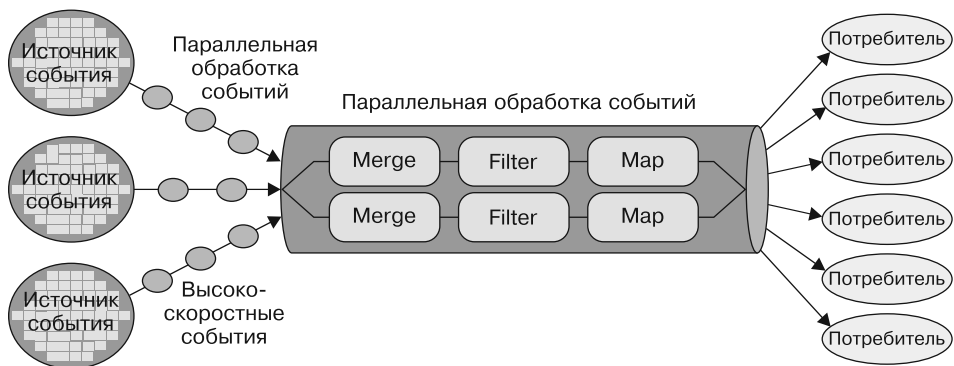 Источник
события
Параллельная
обработка
событий
Источник
события
Источник
события
Высоко-
скоростные
события
Параллельная обработка событий
Merge
Filter
Map
Merge
Filter
Map
Потребитель
Потребитель
Потребитель
Потребитель
Потребитель
Потребитель